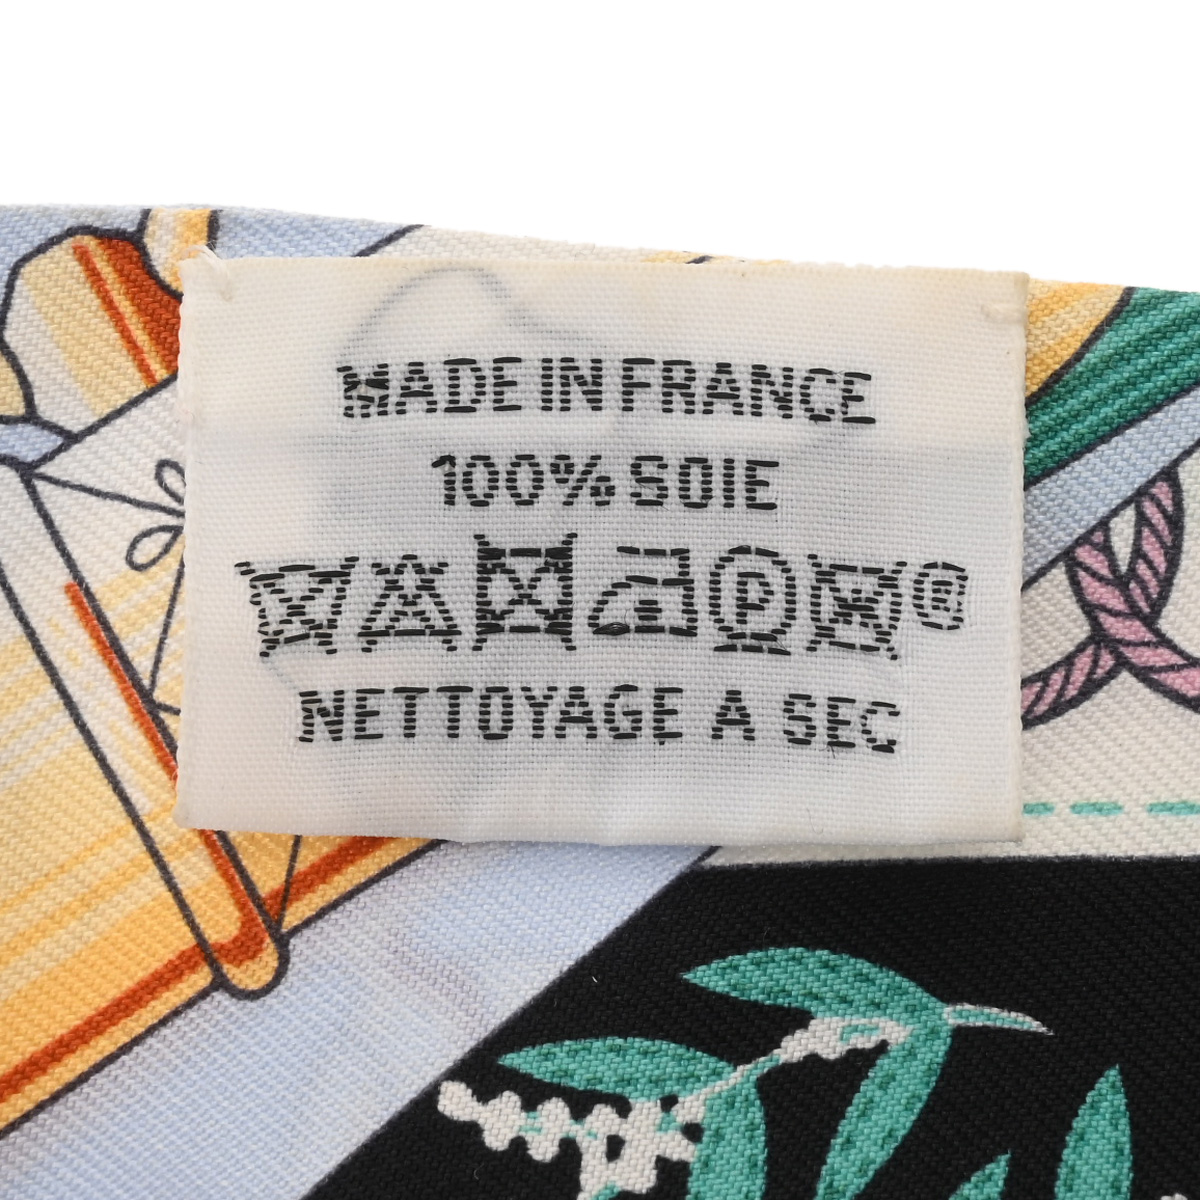 MADE IN FRANCE
100% SOIE
P ®
NETTOYAGE A SEC